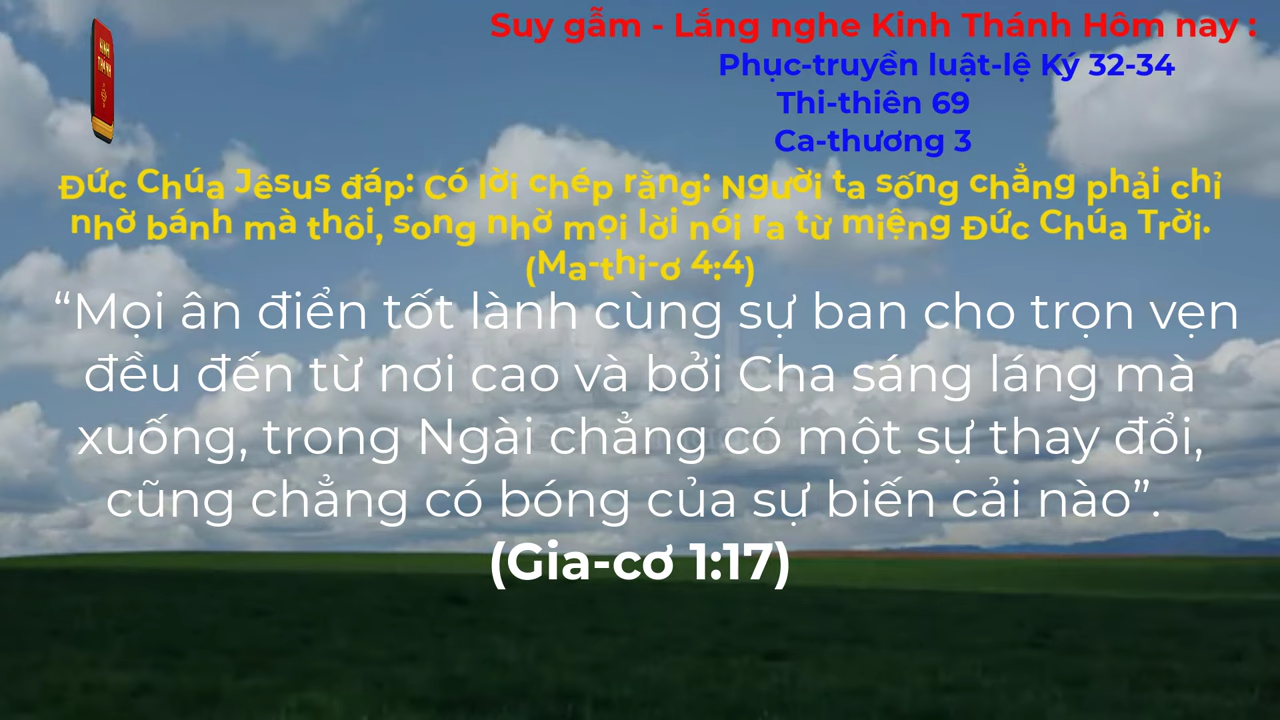 Suy gẫm - Lắng nghe Kinh Thánh Hôm nay :
Phục-truyền luật-lệ Ký 32-34
Thi-thiên 69
Ca-thương 3
KINH
THÁNH
Đức Chúa Jêsus đáp: Có lời chép rằng: Người ta sống chẳng phải chỉ
nhờ bánh mà thôi, song nhờ mọi lời nói ra từ miệng Đức Chúa Trời.
(Ma-thi-ơ 4:4)
“Mọi ân điển tốt lành cùng sự ban cho trọn vẹn
đều đến từ nơi cao và bởi Cha sáng láng mà
xuống, trong Ngài chẳng có một sự thay đổi,
cũng chẳng có bóng của sự biến cải nào”.
(Gia-cơ 1:17)